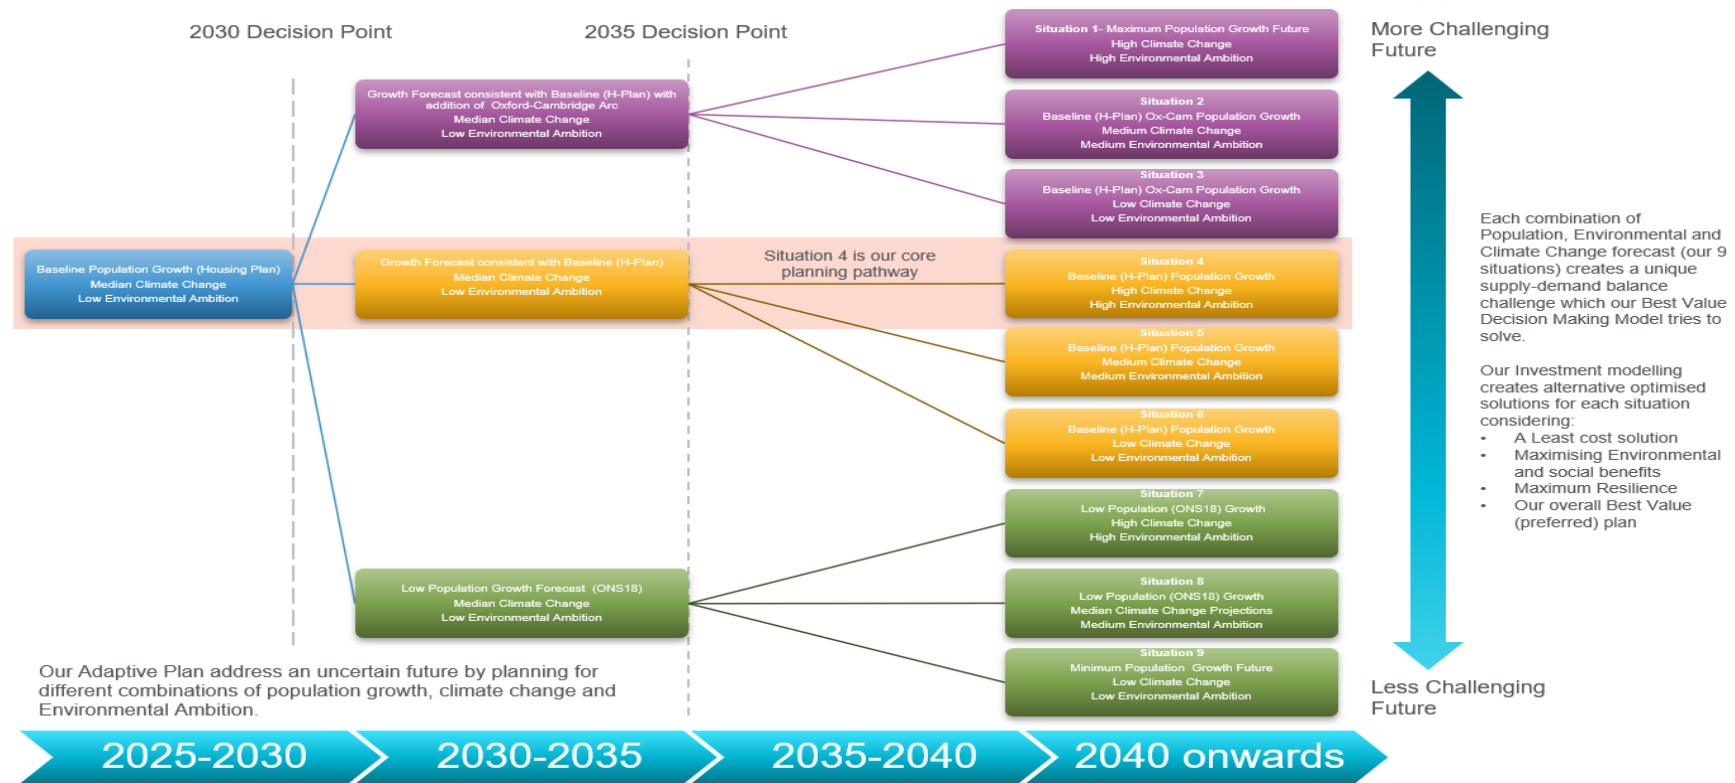 2030 Decision Point
2035 Decision Point
Baseline Population Growth (Housing Plan)
Median Climate Change
Low Environmental Ambition
Growth Forecast consistent with Baseline (H-Plan) with
addition of Oxford-Cambridge Arc
Median Climate Change
Low Environmental Ambition
Growth Forecast consistent with Baseline (H-Plan)
Median Climate Change
Low Environmental Ambition
Low Population Growth Forecast (ONS18)
Median Climate Change
Low Environmental Ambition
Situation 4 is our core
planning pathway
Situation 1- Maximum Population Growth Future
High Climate Change
High Environmental Ambition
Situation 2
Baseline (H-Plan) Ox-Cam Population Growth
Medium Climate Change
Medium Environmental Ambition
Situation 3
Baseline (H-Plan) Ox-Cam Population Growth
Low Climate Change
Low Environmental Ambition
Situation 4
Baseline (H-Plan) Population Growth
High Climate Change
High Environmental Ambition
Situation 5
Baseline (H-Plan) Population Growth
Medium Climate Change
Medium Environmental Ambition
Situation 6
Baseline (H-Plan) Population Growth
Low Climate Change
Low Environmental Ambition
Situation 7
Low Population (ONS18) Growth
High Climate Change
High Environmental Ambition
Situation 8
Low Population (ONS18) Growth
Median Climate Change Projections
Medium Environmental Ambition
Situation 9
Minimum Population Growth Future
Low Climate Change
Low Environmental Ambition
More Challenging
Future
Each combination of
Population, Environmental and
Climate Change forecast (our 9
situations) creates a unique
supply-demand balance
challenge which our Best Value
Decision Making Model tries to
solve.
Our Investment modelling
creates alternative optimised
solutions for each situation
considering:
• A Least cost solution
• Maximising Environmental
and social benefits
• Maximum Resilience
• Our overall Best Value
(preferred) plan
Less Challenging
Future
Our Adaptive Plan address an uncertain future by planning for
different combinations of population growth, climate change and
Environmental Ambition.
2025-2030
2030-2035
2035-2040
2040 onwards